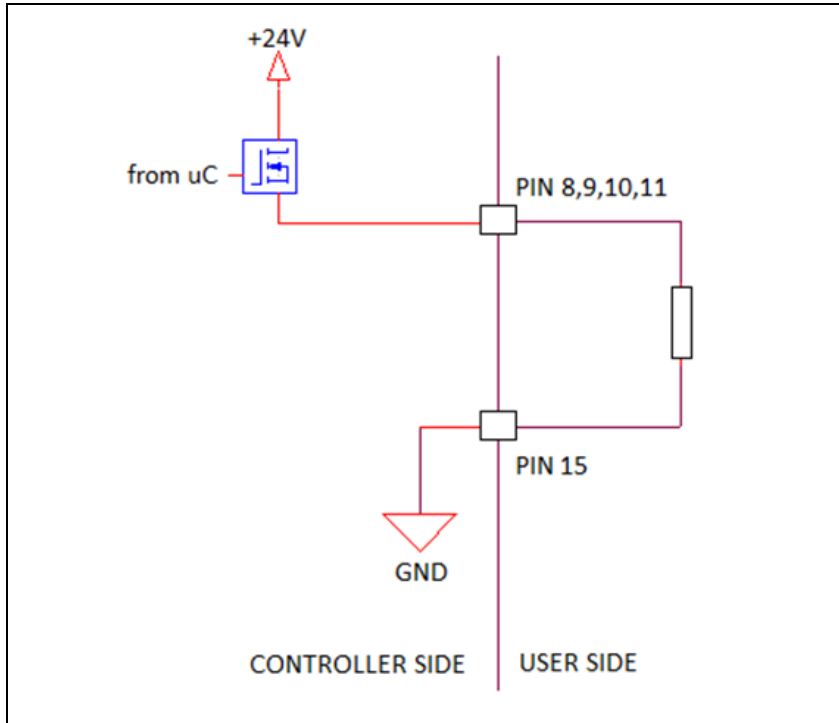 +24V
from uC
PIN 8,9,10,11
PIN 15
GND
CONTROLLER SIDE
USER SIDE